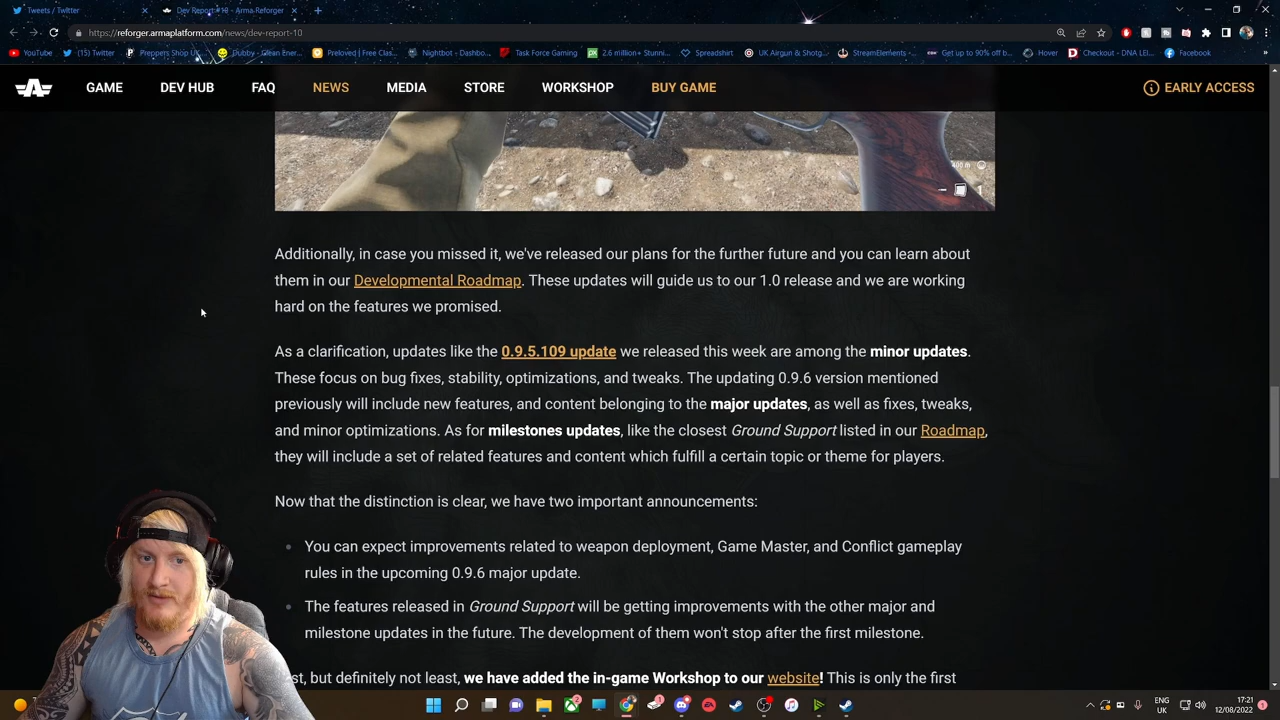 Tweets / Twitter
Dev Report #10 - Arma Reforger
https://reforger.armaplatform.com/news/dev-report-10
YouTube
(1) Twitter
Preppers Shop UK...
Dubby - Clean Ener...
Preloved | Free Clas...
Nightbot - Dashbo...
Task Force Gaming
2.6 million+ Stunni...
Spreadshirt
UK Airgun & Shotg...
StreamElements -...
Get up to 90% off b...
Hover
Checkout - DNA LEI...
Facebook
GAME
DEV HUB
FAQ
NEWS
MEDIA
STORE
WORKSHOP
BUY GAME
EARLY ACCESS
400 m
Additionally, in case you missed it, we've released our plans for the further future and you can learn about
them in our Developmental Roadmap. These updates will guide us to our 1.0 release and we are working
hard on the features we promised.
As a clarification, updates like the 0.9.5.109 update we released this week are among the minor updates.
These focus on bug fixes, stability, optimizations, and tweaks. The updating 0.9.6 version mentioned
previously will include new features, and content belonging to the major updates, as well as fixes, tweaks,
and minor optimizations. As for milestones updates, like the closest Ground Support listed in our Roadmap,
they will include a set of related features and content which fulfill a certain topic or theme for players.
Now that the distinction is clear, we have two important announcements:
You can expect improvements related to weapon deployment, Game Master, and Conflict gameplay
rules in the upcoming 0.9.6 major update.
The features released in Ground Support will be getting improvements with the other major and
milestone updates in the future. The development of them won't stop after the first milestone.
st, but definitely not least, we have added the in-game Workshop to our website! This is only the first
ENG
UK
17:21
12/08/2022